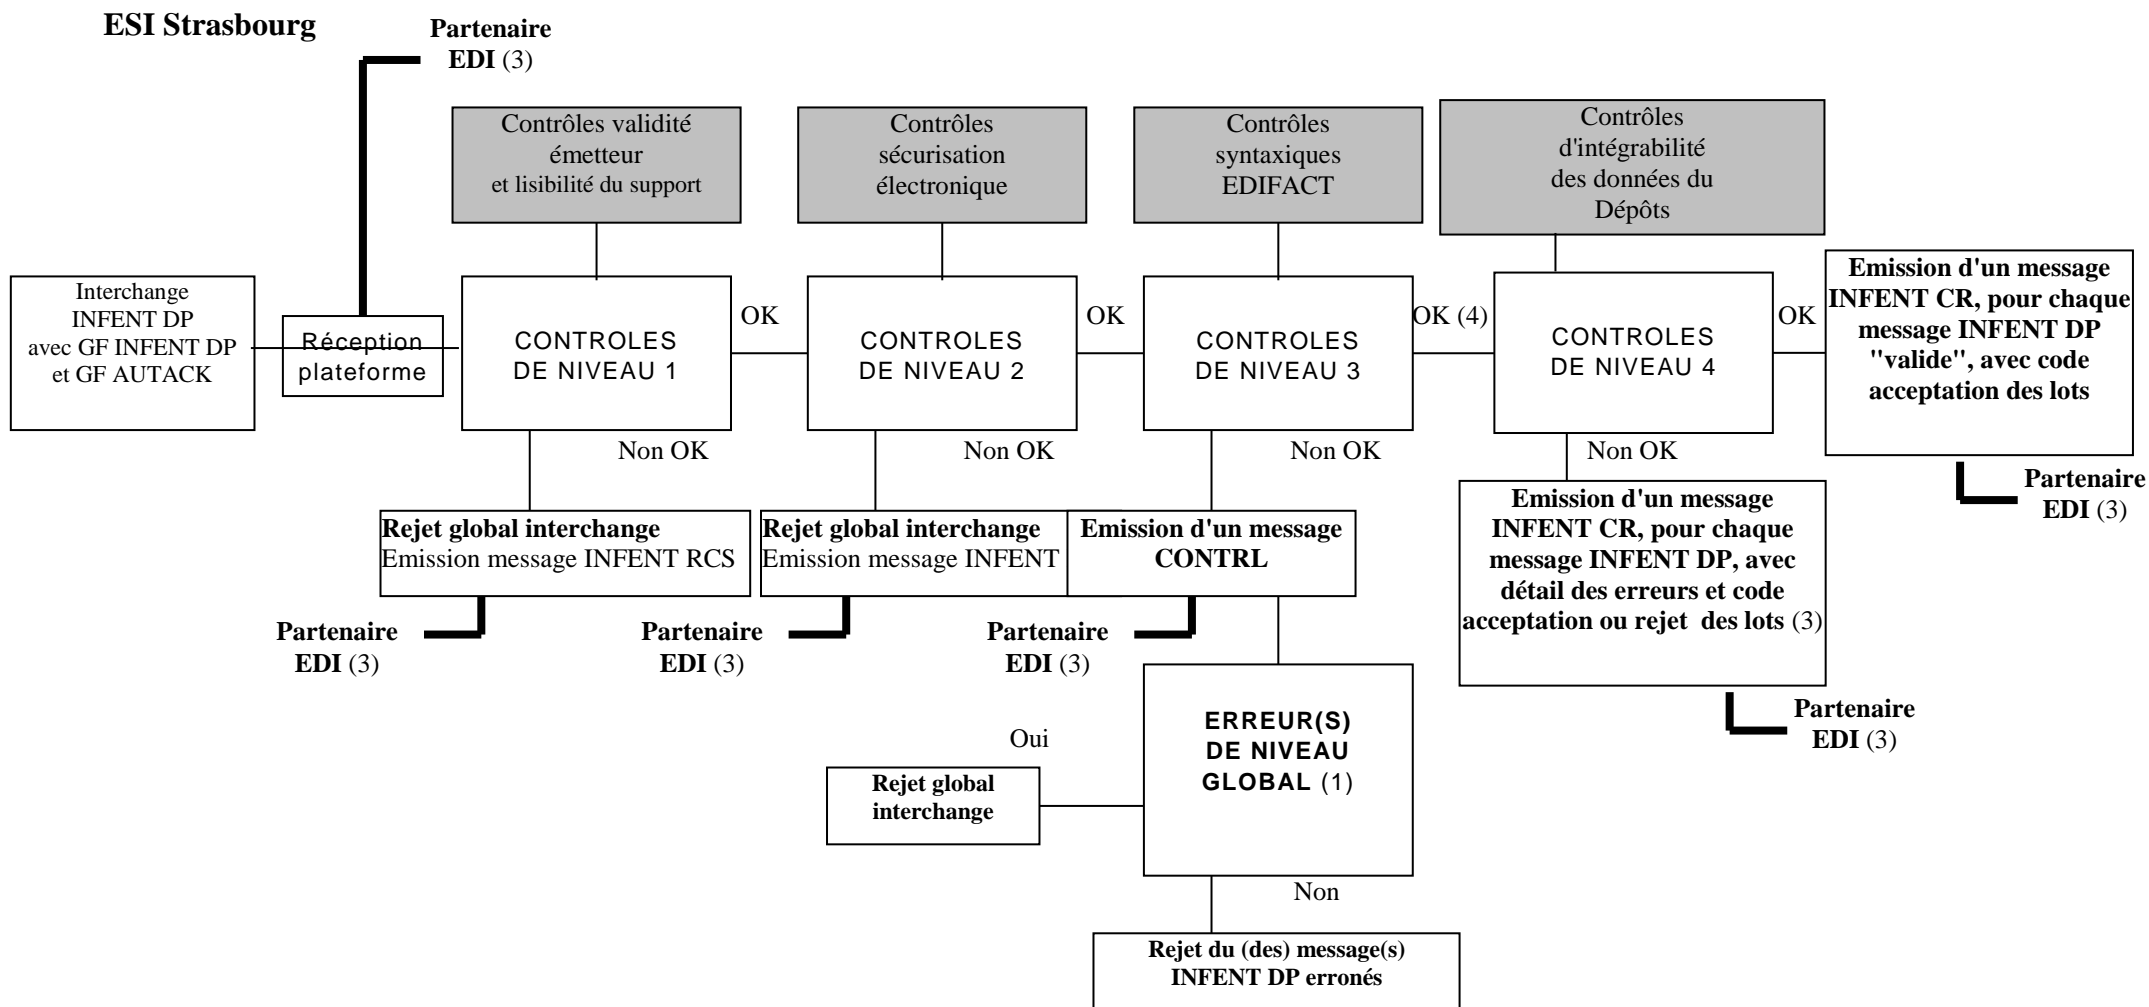 ESI Strasbourg
Partenaire
EDI (3)
Contrôles validité
émetteur
et lisibilité du support
Contrôles
sécurisation
électronique
Contrôles
syntaxiques
EDIFACT
Contrôles
d'intégrabilité
des données du
Dépôts
Interchange
INFENT DP
avec GF INFENT DP
et GF AUTACK
Réception
plateforme
CONTROLES
DE NIVEAU 1
OK
CONTROLES
DE NIVEAU 2
OK
CONTROLES
DE NIVEAU 3
OK (4)
CONTROLES
DE NIVEAU 4
OK
Emission d'un message
INFENT CR, pour chaque
message INFENT DP
"valide", avec code
acceptation des lots
Non OK
Non OK
Non OK
Non OK
Partenaire
EDI (3)
Rejet global interchange
Emission message INFENT RCS
Rejet global interchange
Emission message INFENT
Emission d'un message
CONTRL
Emission d'un message
INFENT CR, pour chaque
message INFENT DP, avec
détail des erreurs et code
acceptation ou rejet des lots (3)
Partenaire
EDI (3)
Partenaire
EDI (3)
Partenaire
EDI (3)
Partenaire
EDI (3)
ERREUR(S)
DE NIVEAU
GLOBAL (1)
Oui
Rejet global
interchange
Non
Rejet du (des) message(s)
INFENT DP erronés